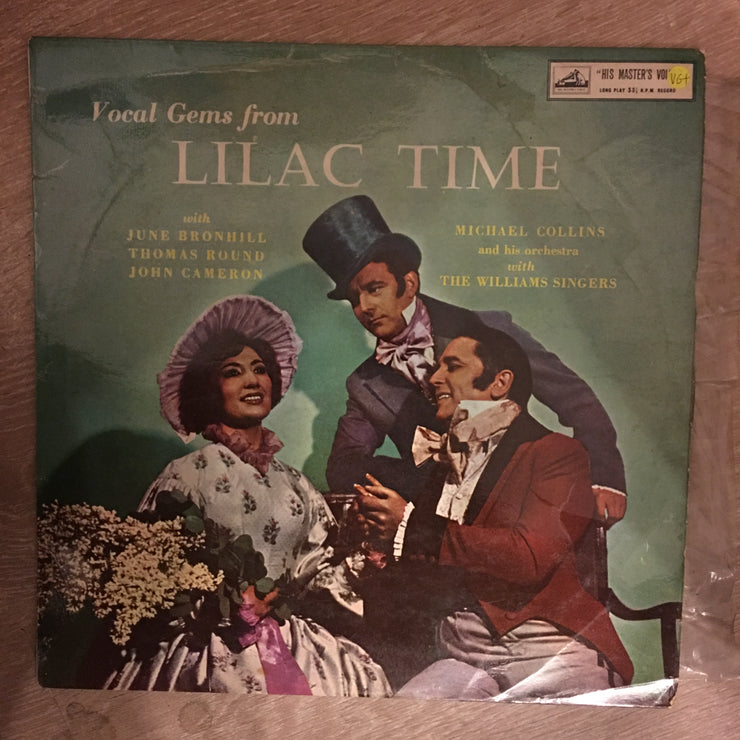 "HIS MASTER'S VOI
VG+
LONG PLAY 33⅓ R.P.M RECORD
Vocal Gems from
LILAC TIME
with
JUNE BRONHILL
THOMAS ROUND
JOHN CAMERON
MICHAEL COLLINS
and his orchestra
with
THE WILLIAMS SINGERS